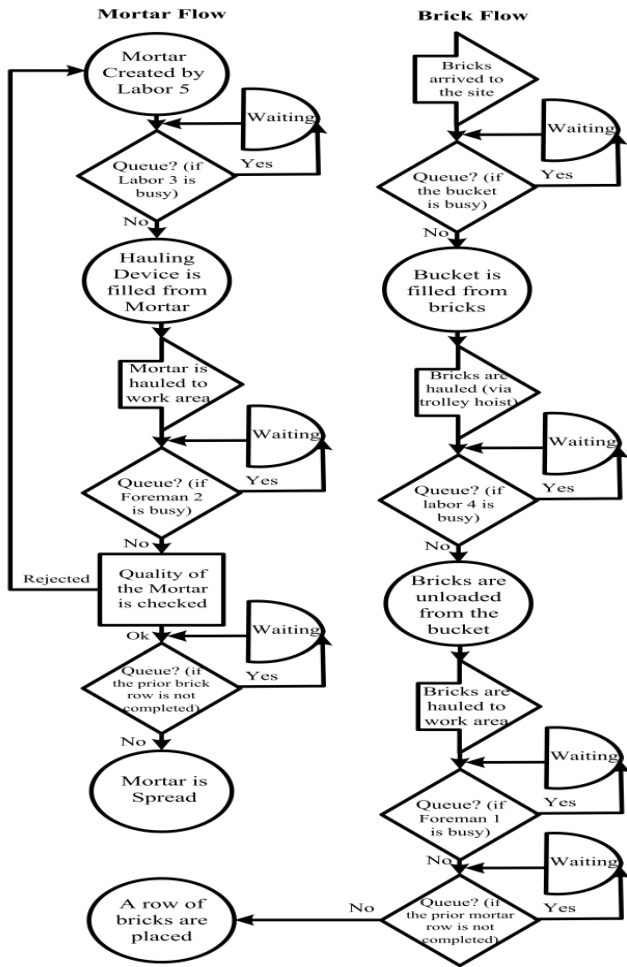 Mortar Flow
Mortar
Created by
Labor 5
Waiting
Queue? (if
Labor 3 is
busy)
Yes
No
Hauling
Device is
filled from
Mortar
Mortar is
hauled to
work area
Waiting
Queue? (if
Foreman 2
is busy)
Yes
No
Rejected
Quality of
the Mortar
is checked
Ok
Waiting
Queue? (if
the prior brick
row is not
completed)
Yes
No
Mortar is
Spread
Brick Flow
Bricks
arrived to
the site
Waiting
Queue? (if
the bucket
is busy)
Yes
No
Bucket is
filled from
bricks
Bricks are
hauled (via
trolley hoist)
Waiting
Queue? (if
labor 4 is
busy)
Yes
No
Bricks are
unloaded
from the
bucket
Bricks are
hauled to
work area
Waiting
Queue? (if
Foreman 1
is busy)
Yes
No
Waiting
Queue? (if
the prior mortar
row is not
completed)
Yes
No
A row of
bricks are
placed